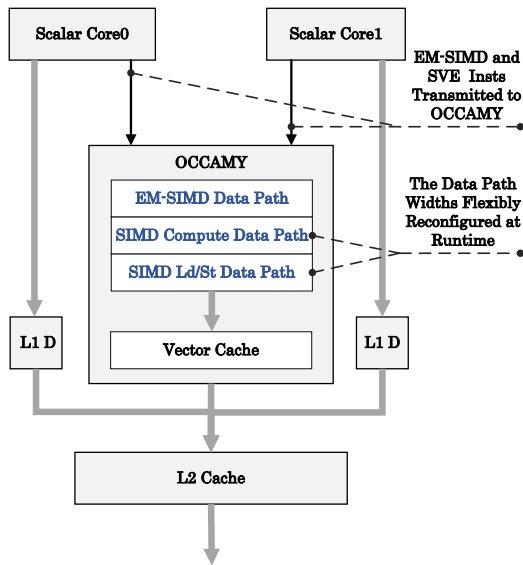 Scalar Core0
Scalar Core1
EM-SIMD and
SVE Insts
Transmitted to
OCCAMY
OCCAMY
EM-SIMD Data Path
SIMD Compute Data Path
SIMD Ld/St Data Path
The Data Path
Widths Flexibly
Reconfigured at
Runtime
L1 D
Vector Cache
L1 D
L2 Cache